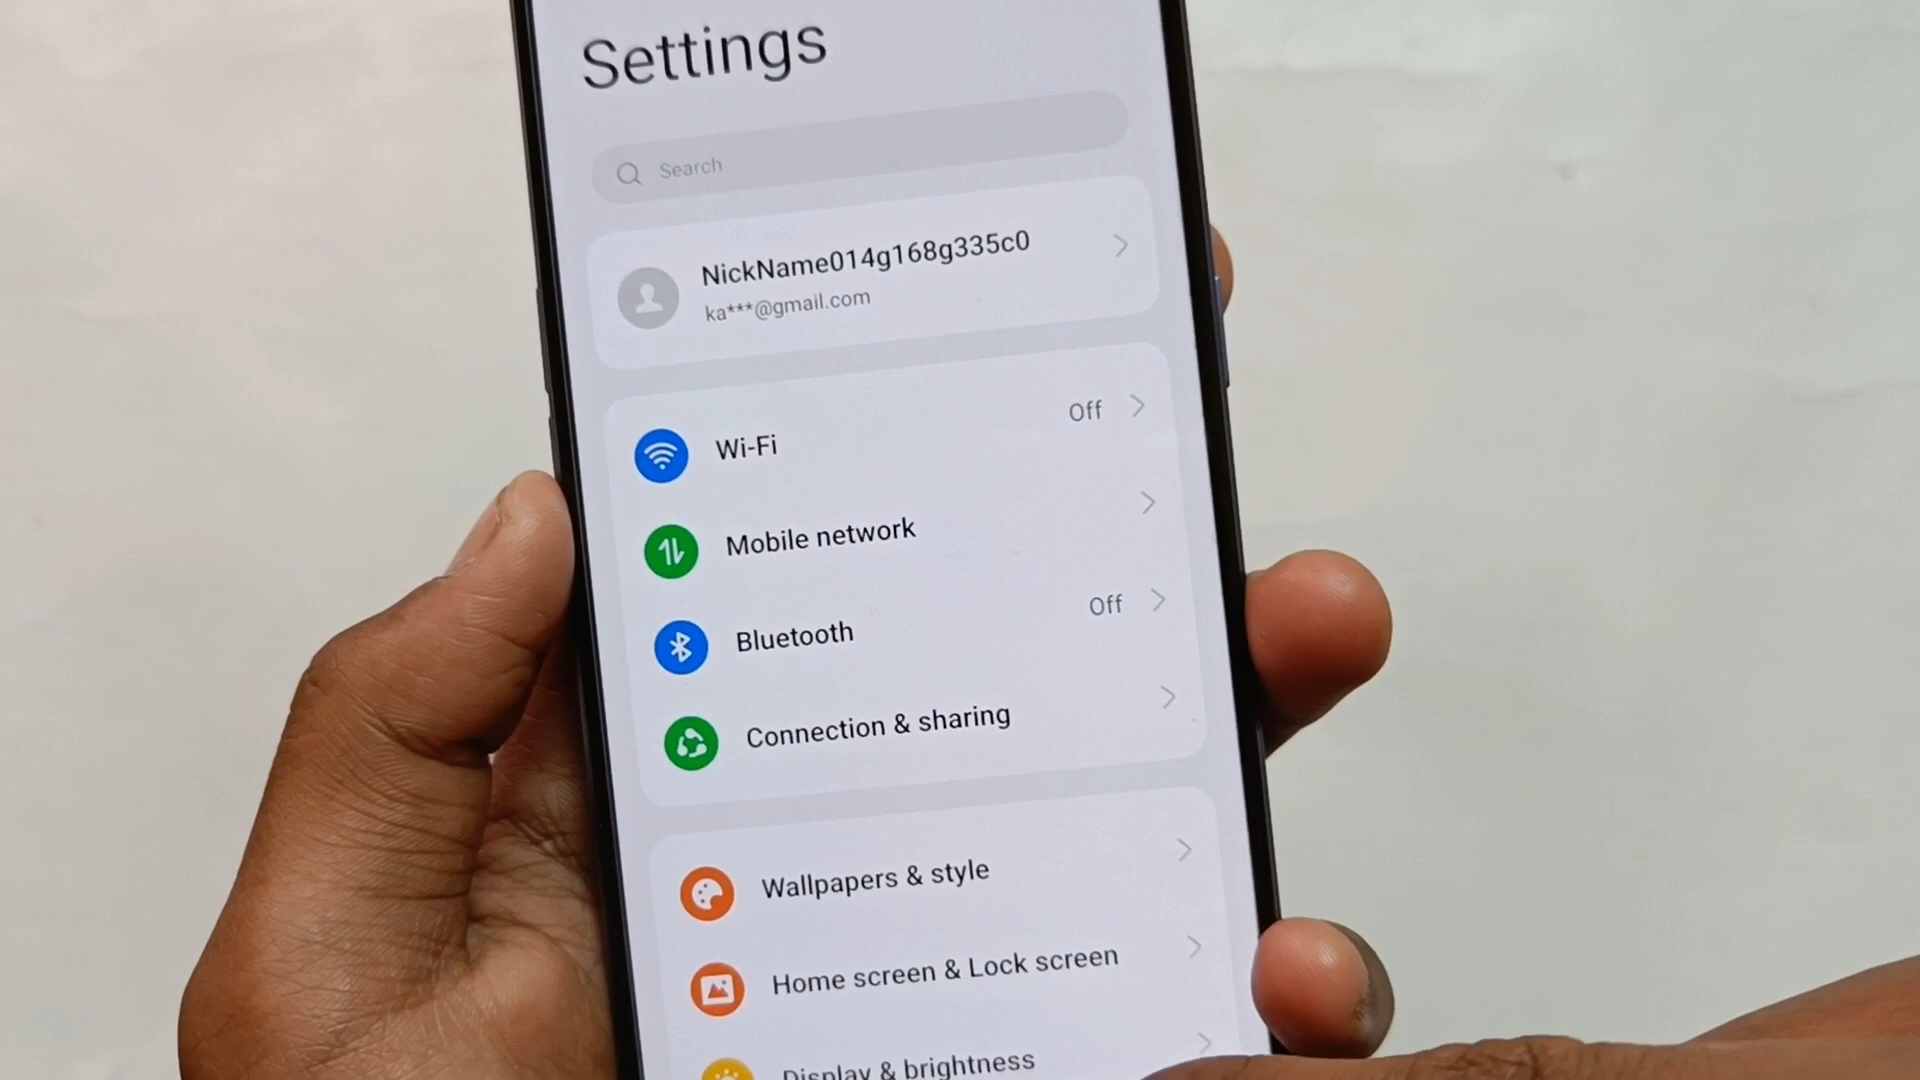 Settings
Search
NickName014g168g335c0
ka***@gmail.com
Wi-Fi
Off
Mobile network
Bluetooth
Off
Connection & sharing
Wallpapers & style
Home screen & Lock screen
Display & brightness